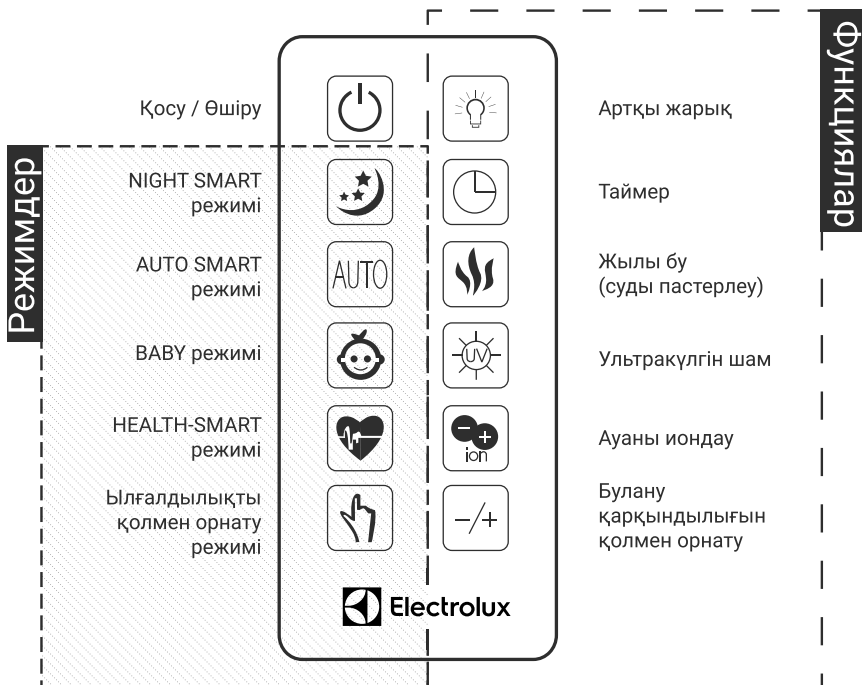 Функциялар
Қосу / Өшіру
Артқы жарық
Режимдер
NIGHT SMART
режимі
Таймер
AUTO SMART
режимі
AUTO
Жылы бу
(суды пастерлеу)
BABY режимі
UV
Ультракүлгін шам
HEALTH-SMART
режимі
− +
ion
Ауаны иондау
Ылғалдылықты
қолмен орнату
режимі
−/+
Булану
қарқындылығын
қолмен орнату
Electrolux